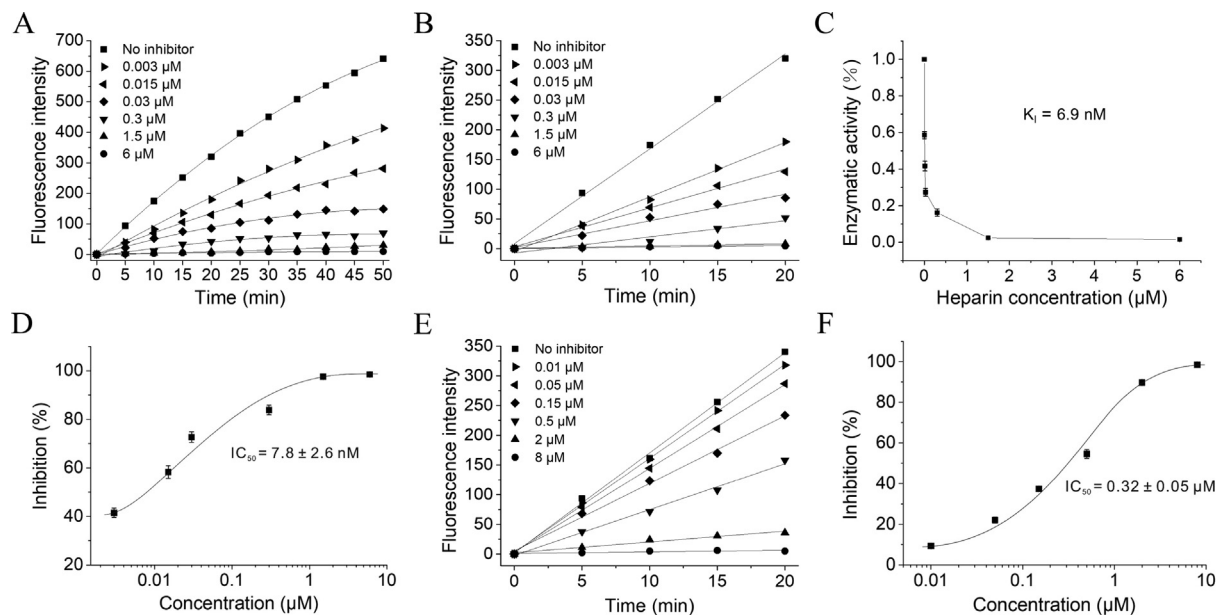 A
700
600
500
400
300
200
100
0
Fluorescence intensity
No inhibitor
0.003 µM
0.015 µM
0.03 µM
0.3 µM
1.5 µM
6 µM
0 5 10 15 20 25 30 35 40 45 50
Time (min)
B
350
300
250
200
150
100
50
0
Fluorescence intensity
No inhibitor
0.003 µM
0.015 µM
0.03 µM
0.3 µM
1.5 µM
6 µM
0 5 10 15 20
Time (min)
C
1.0
0.8
0.6
0.4
0.2
0.0
Enzymatic activity (%)
K_I = 6.9 nM
0 1 2 3 4 5 6
Heparin concentration (µM)
D
100
80
60
40
20
Inhibition (%)
IC50 = 7.8 ± 2.6 nM
0.01 0.1 1 10
Concentration (µM)
E
350
300
250
200
150
100
50
0
Fluorescence intensity
No inhibitor
0.01 µM
0.05 µM
0.15 µM
0.5 µM
2 µM
8 µM
0 5 10 15 20
Time (min)
F
100
80
60
40
20
0
Inhibition (%)
IC50 = 0.32 ± 0.05 µM
0.01 0.1 1 10
Concentration (µM)